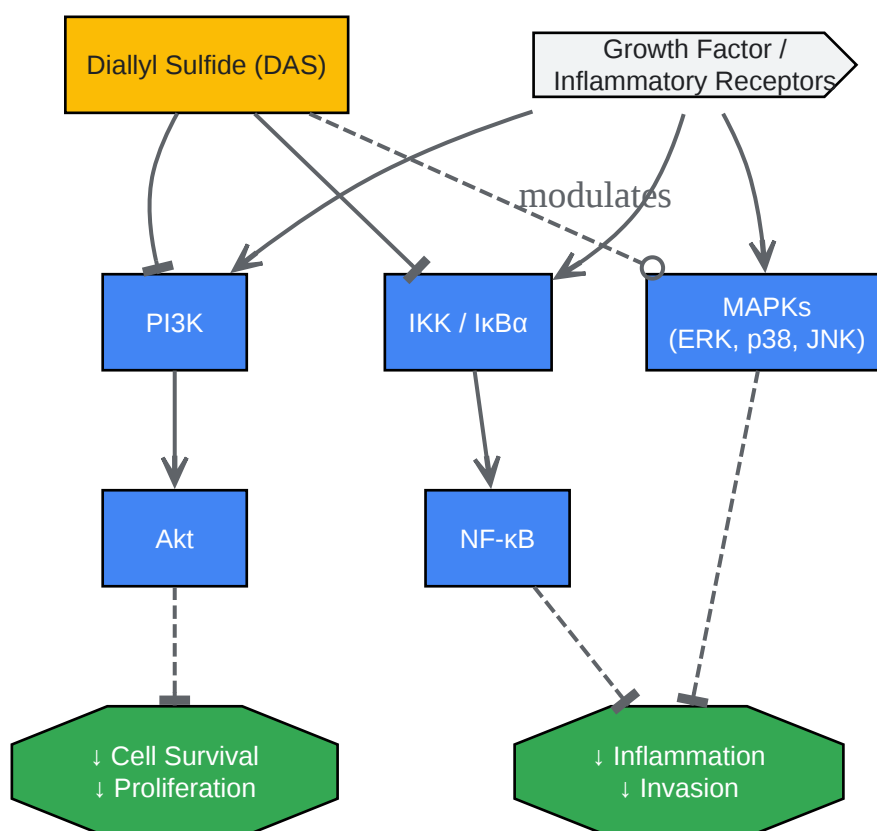 Diallyl Sulfide (DAS)
Growth Factor /
Inflammatory Receptors
modulates
PI3K
IKK / IκBα
MAPKs
(ERK, p38, JNK)
Akt
NF-κB
↓ Cell Survival
↓ Proliferation
↓ Inflammation
↓ Invasion